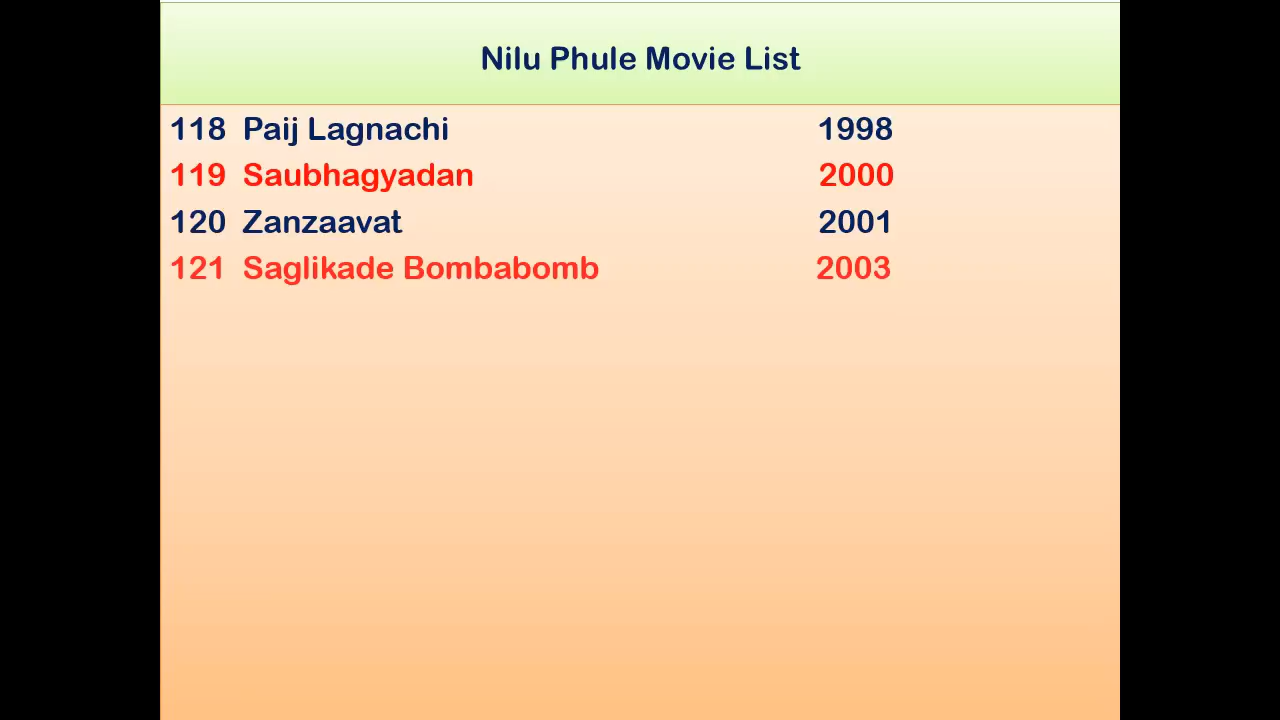 Nilu Phule Movie List
118 Paij Lagnachi 1998
119 Saubhagyadan 2000
120 Zanzaavat 2001
121 Saglikade Bombabomb 2003